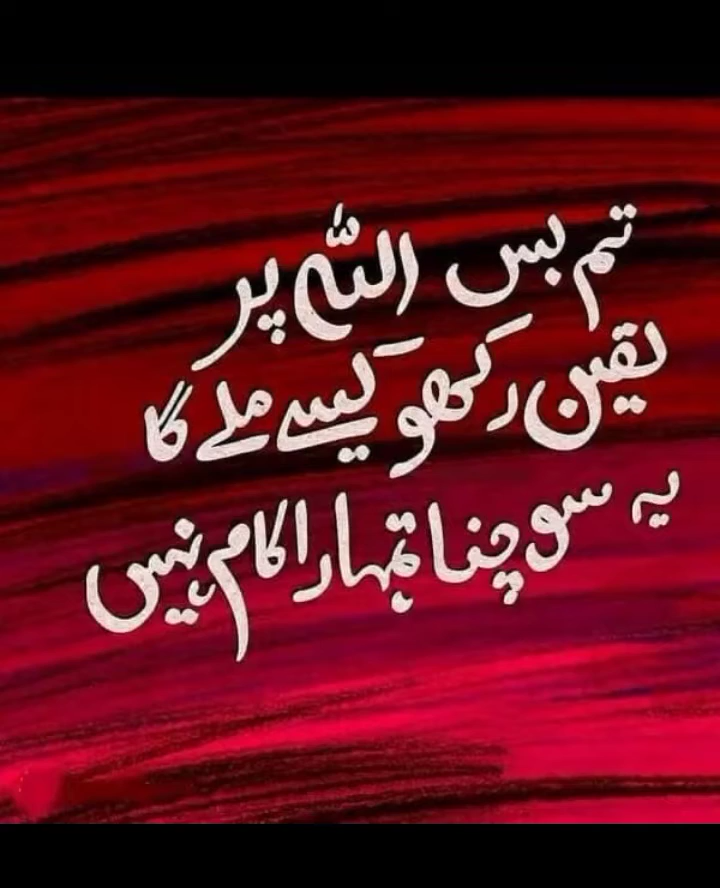 تم بس اللہ پر
یقین رکھو کیسے ملے گا
یہ سوچنا تمہارا کام نہیں